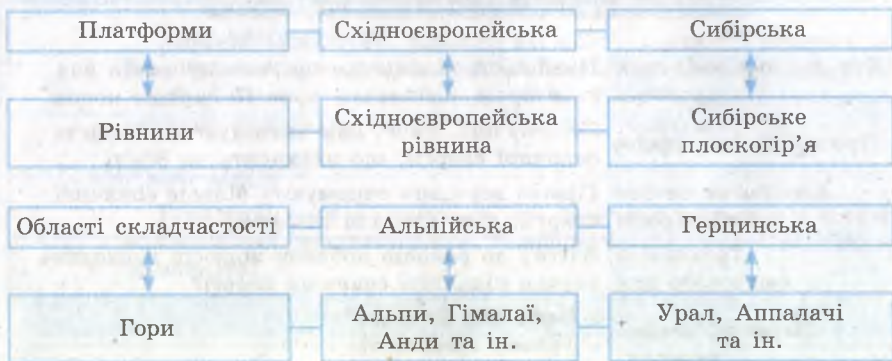 Платформи
Східноєвропейська
Сибірська
Рівнини
Східноєвропейська
рівнина
Сибірське
плоскогір'я
Області складчастості
Альпійська
Герцинська
Гори
Альпи, Гімалаї,
Анди та ін.
Урал, Аппалачі
та ін.